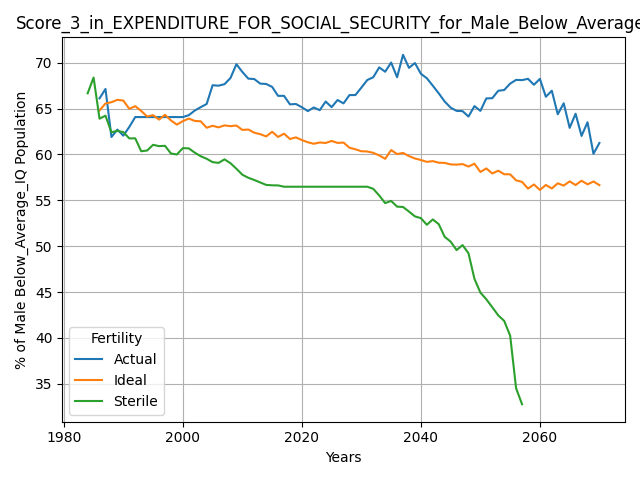 Score_3_in_EXPENDITURE_FOR_SOCIAL_SECURITY_for_Male_Below_Average
% of Male Below_Average_IQ Population
70
65
60
55
50
45
40
35
Fertility
Actual
Ideal
Sterile
1980
2000
2020
2040
2060
Years